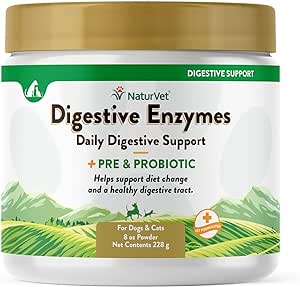 DIGESTIVE SUPPORT
NaturVet®
Digestive Enzymes
Daily Digestive Support
+ PRE & PROBIOTIC
Helps support diet change
and a healthy digestive tract.
For Dogs & Cats
8 oz Powder
Net Contents 228 g